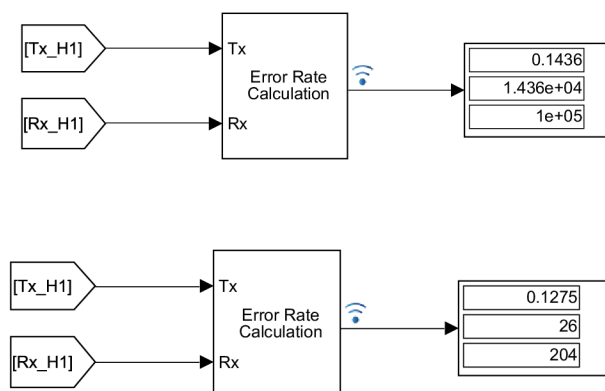 [Tx_H1]
Tx
Error Rate
Calculation
[Rx_H1]
Rx
0.1436
1.436e+04
1e+05
[Tx_H1]
Tx
Error Rate
Calculation
[Rx_H1]
Rx
0.1275
26
204